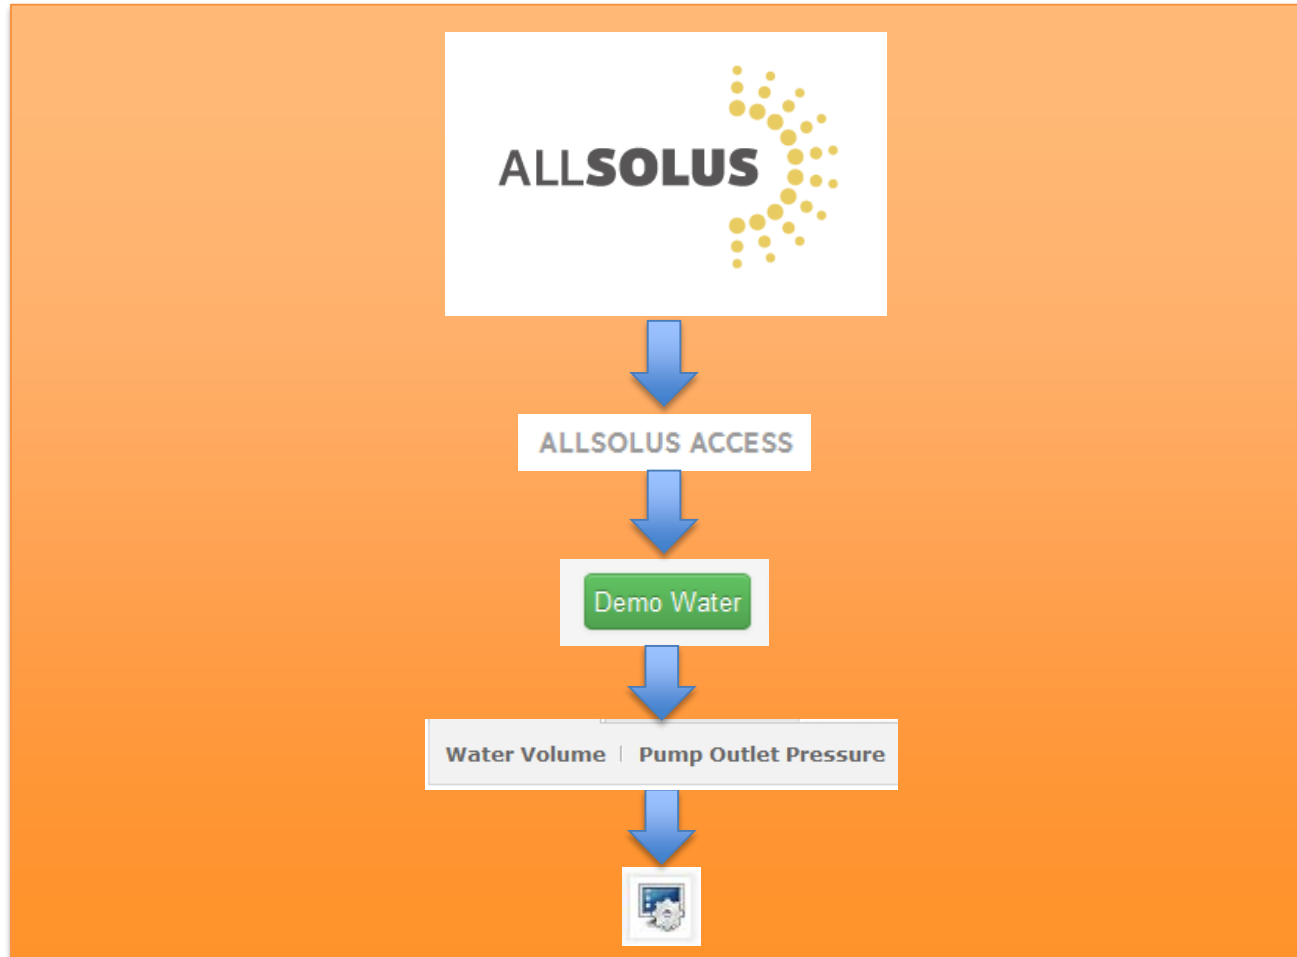 ALLSOLUS
ALLSOLUS ACCESS
Demo Water
Water Volume | Pump Outlet Pressure